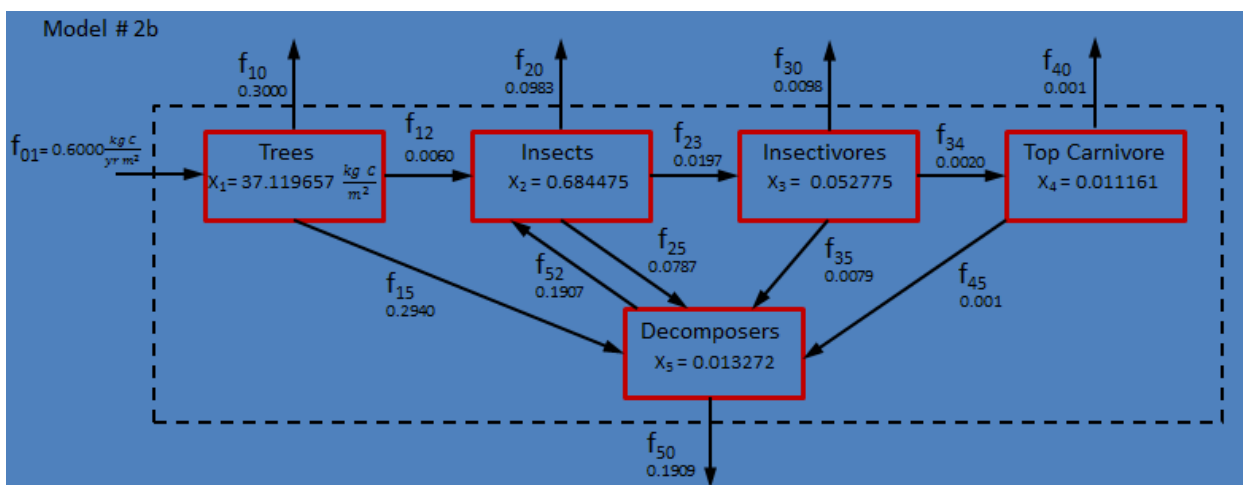 Model # 2b
f10
0.3000
f20
0.0983
f30
0.0098
f40
0.001
f01= 0.6000 kg C / yr m²
Trees
X1= 37.119657 kg C / m²
f12
0.0060
Insects
X2 = 0.684475
f23
0.0197
Insectivores
X3 = 0.052775
f34
0.0020
Top Carnivore
X4 = 0.011161
f15
0.2940
f52
0.1907
f25
0.0787
f35
0.0079
f45
0.001
Decomposers
X5 = 0.013272
f50
0.1909